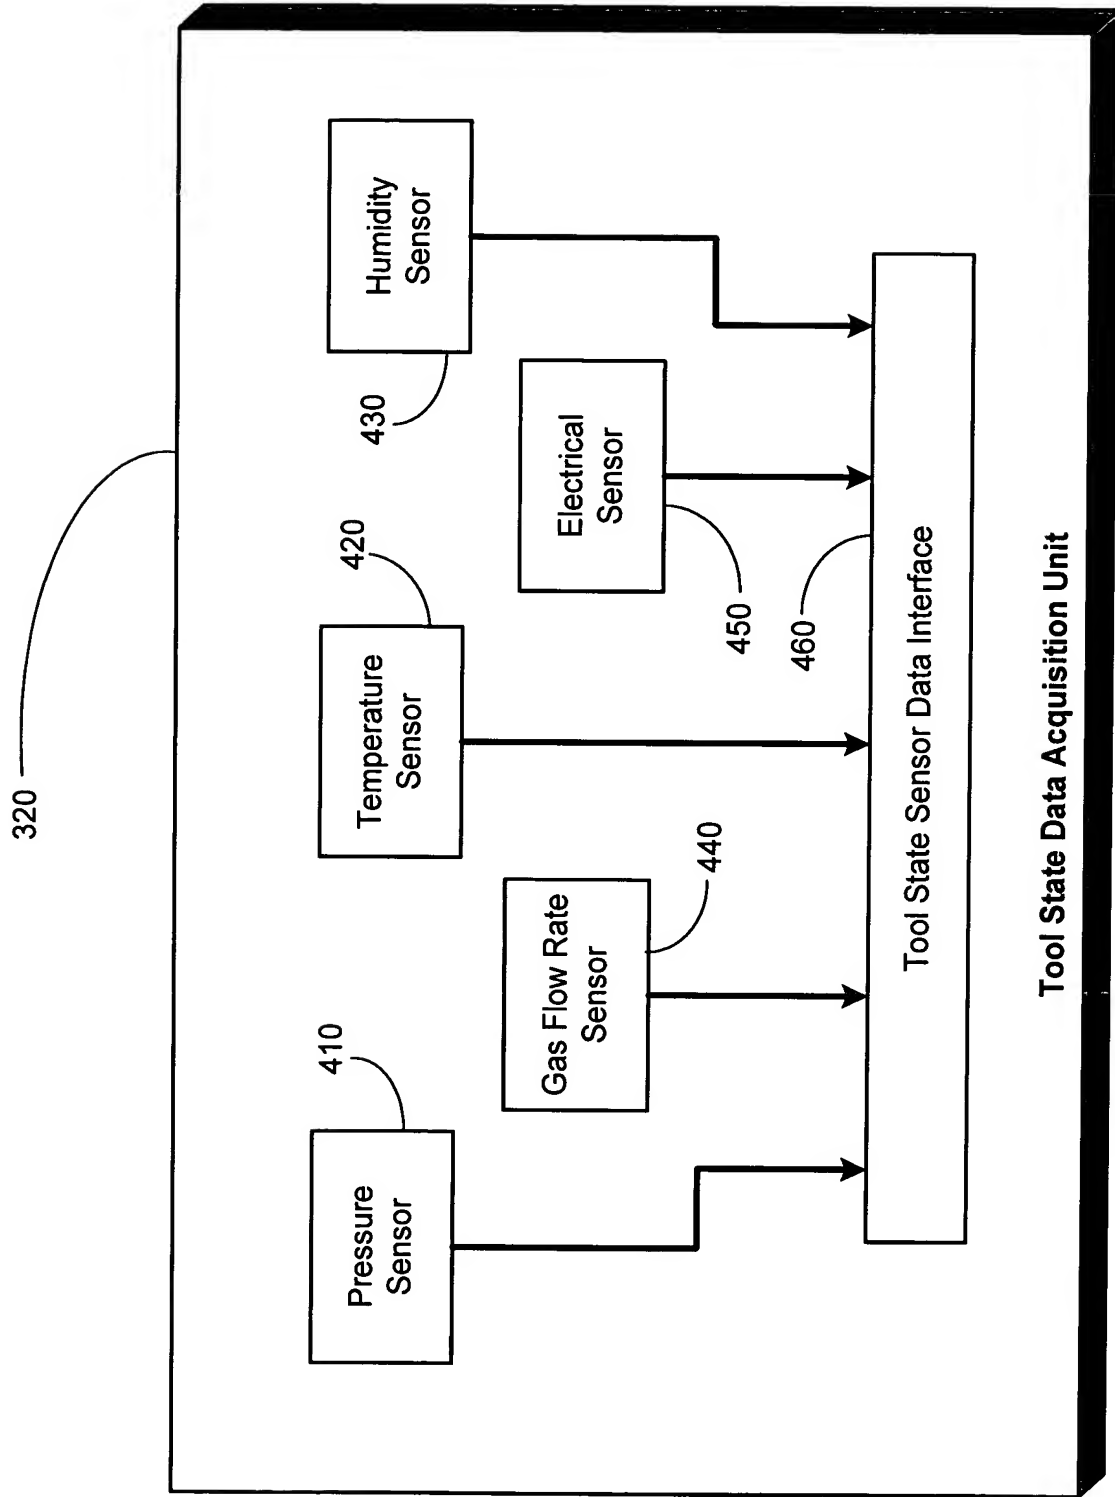 320
410
Pressure
Sensor
420
Temperature
Sensor
430
Humidity
Sensor
440
Gas Flow Rate
Sensor
450
Electrical
Sensor
460
Tool State Sensor Data Interface
Tool State Data Acquisition Unit